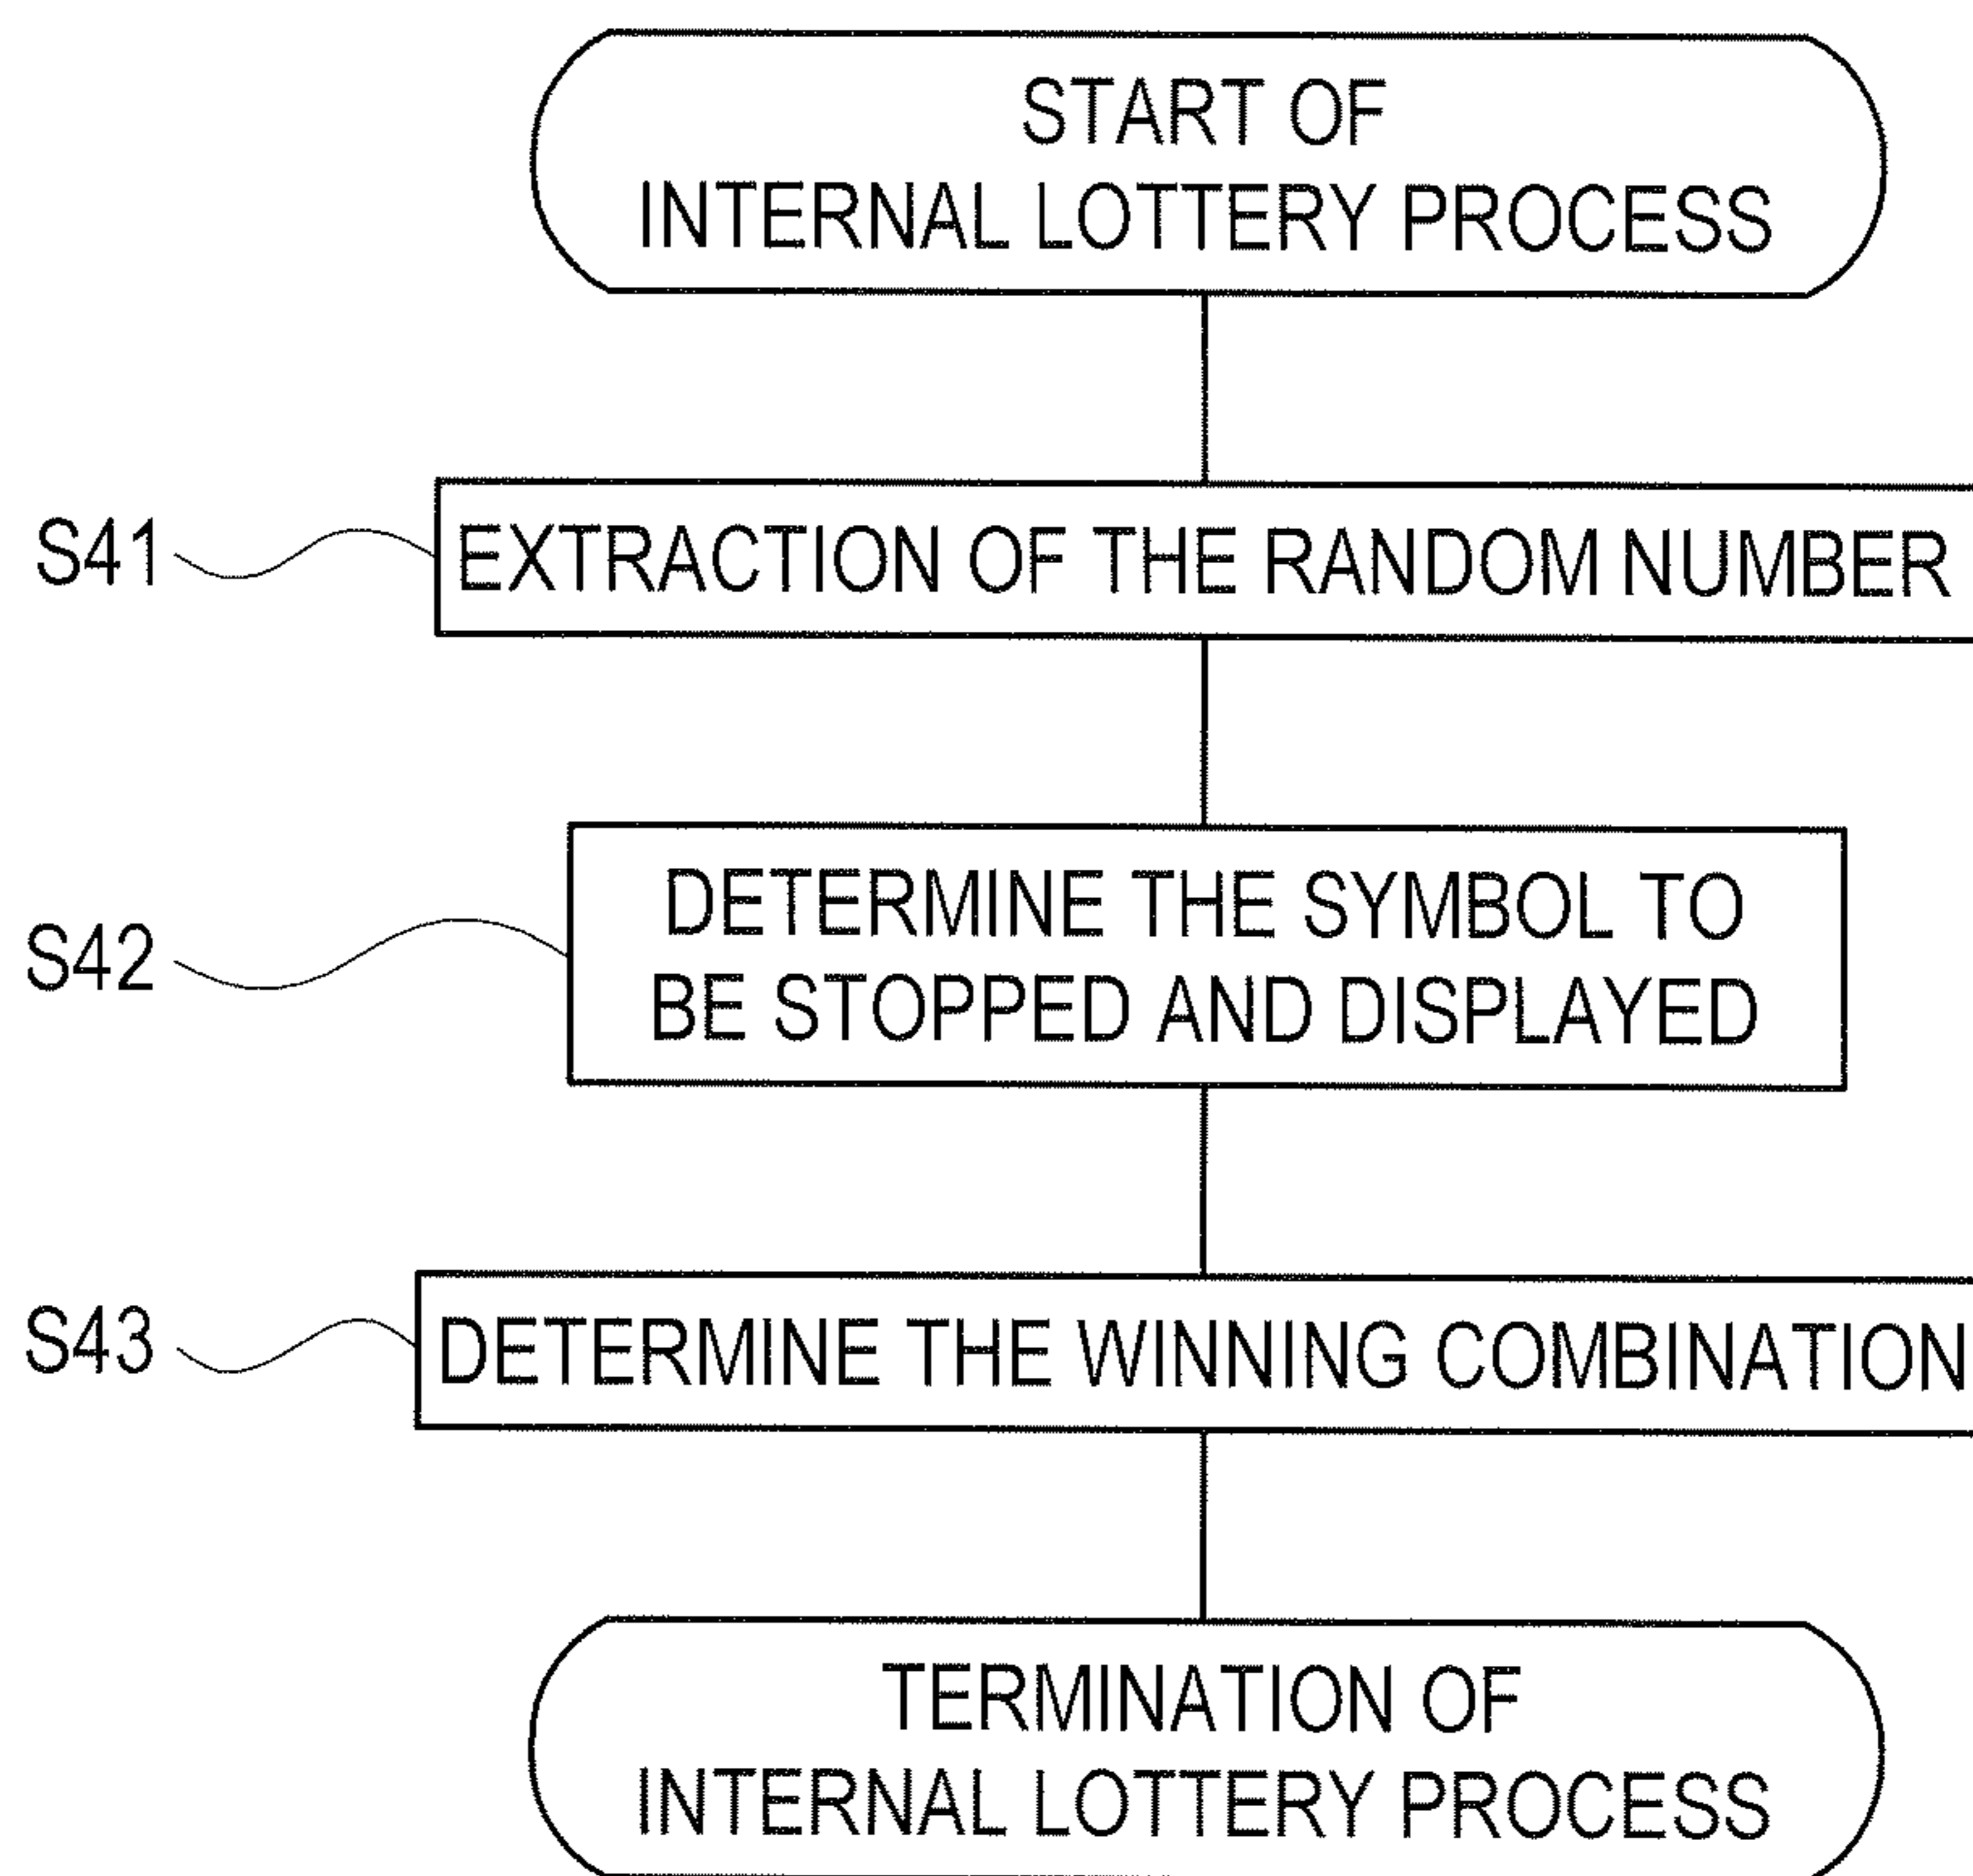 START OF
INTERNAL LOTTERY PROCESS
S41
EXTRACTION OF THE RANDOM NUMBER
S42
DETERMINE THE SYMBOL TO
BE STOPPED AND DISPLAYED
S43
DETERMINE THE WINNING COMBINATION
TERMINATION OF
INTERNAL LOTTERY PROCESS